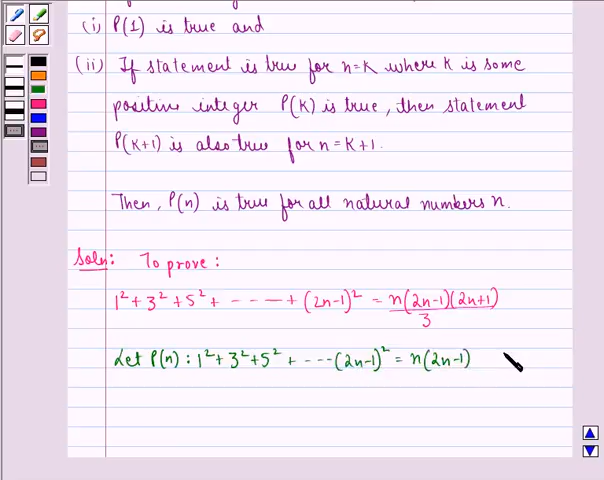 (i) P(1) is true and
(ii) If statement is true for n=k where k is some
positive integer P(k) is true, then statement
P(k+1) is also true for n=k+1.
Then, P(n) is true for all natural numbers n.
Soln: To prove:
1² + 3² + 5² + ----- + (2n-1)² = n(2n-1)(2n+1)/3
Let P(n): 1² + 3² + 5² + --- (2n-1)² = n(2n-1)